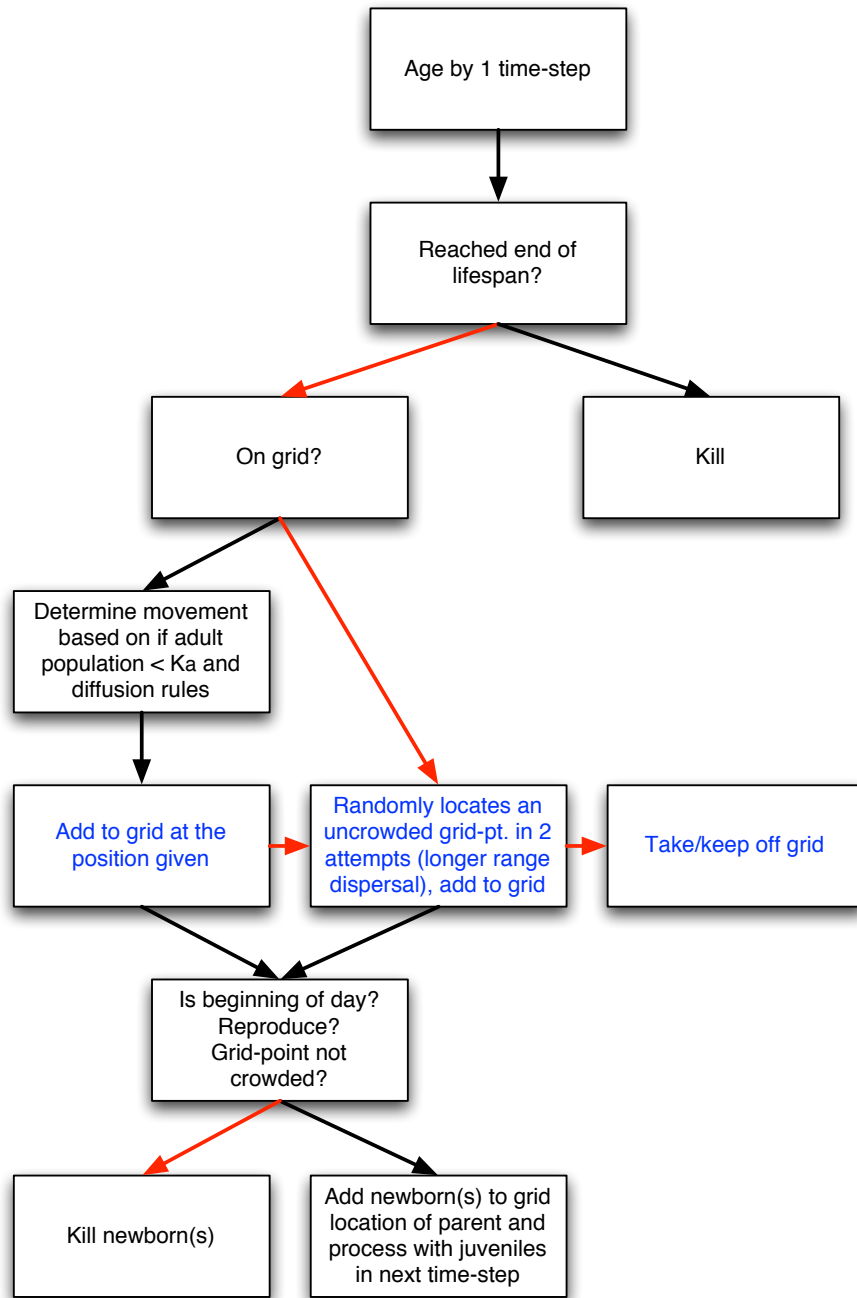 Age by 1 time-step
Reached end of
lifespan?
On grid?
Kill
Determine movement
based on if adult
population < Ka and
diffusion rules
Add to grid at the
position given
Randomly locates an
uncrowded grid-pt. in 2
attempts (longer range
dispersal), add to grid
Take/keep off grid
Is beginning of day?
Reproduce?
Grid-point not
crowded?
Kill newborn(s)
Add newborn(s) to grid
location of parent and
process with juveniles
in next time-step